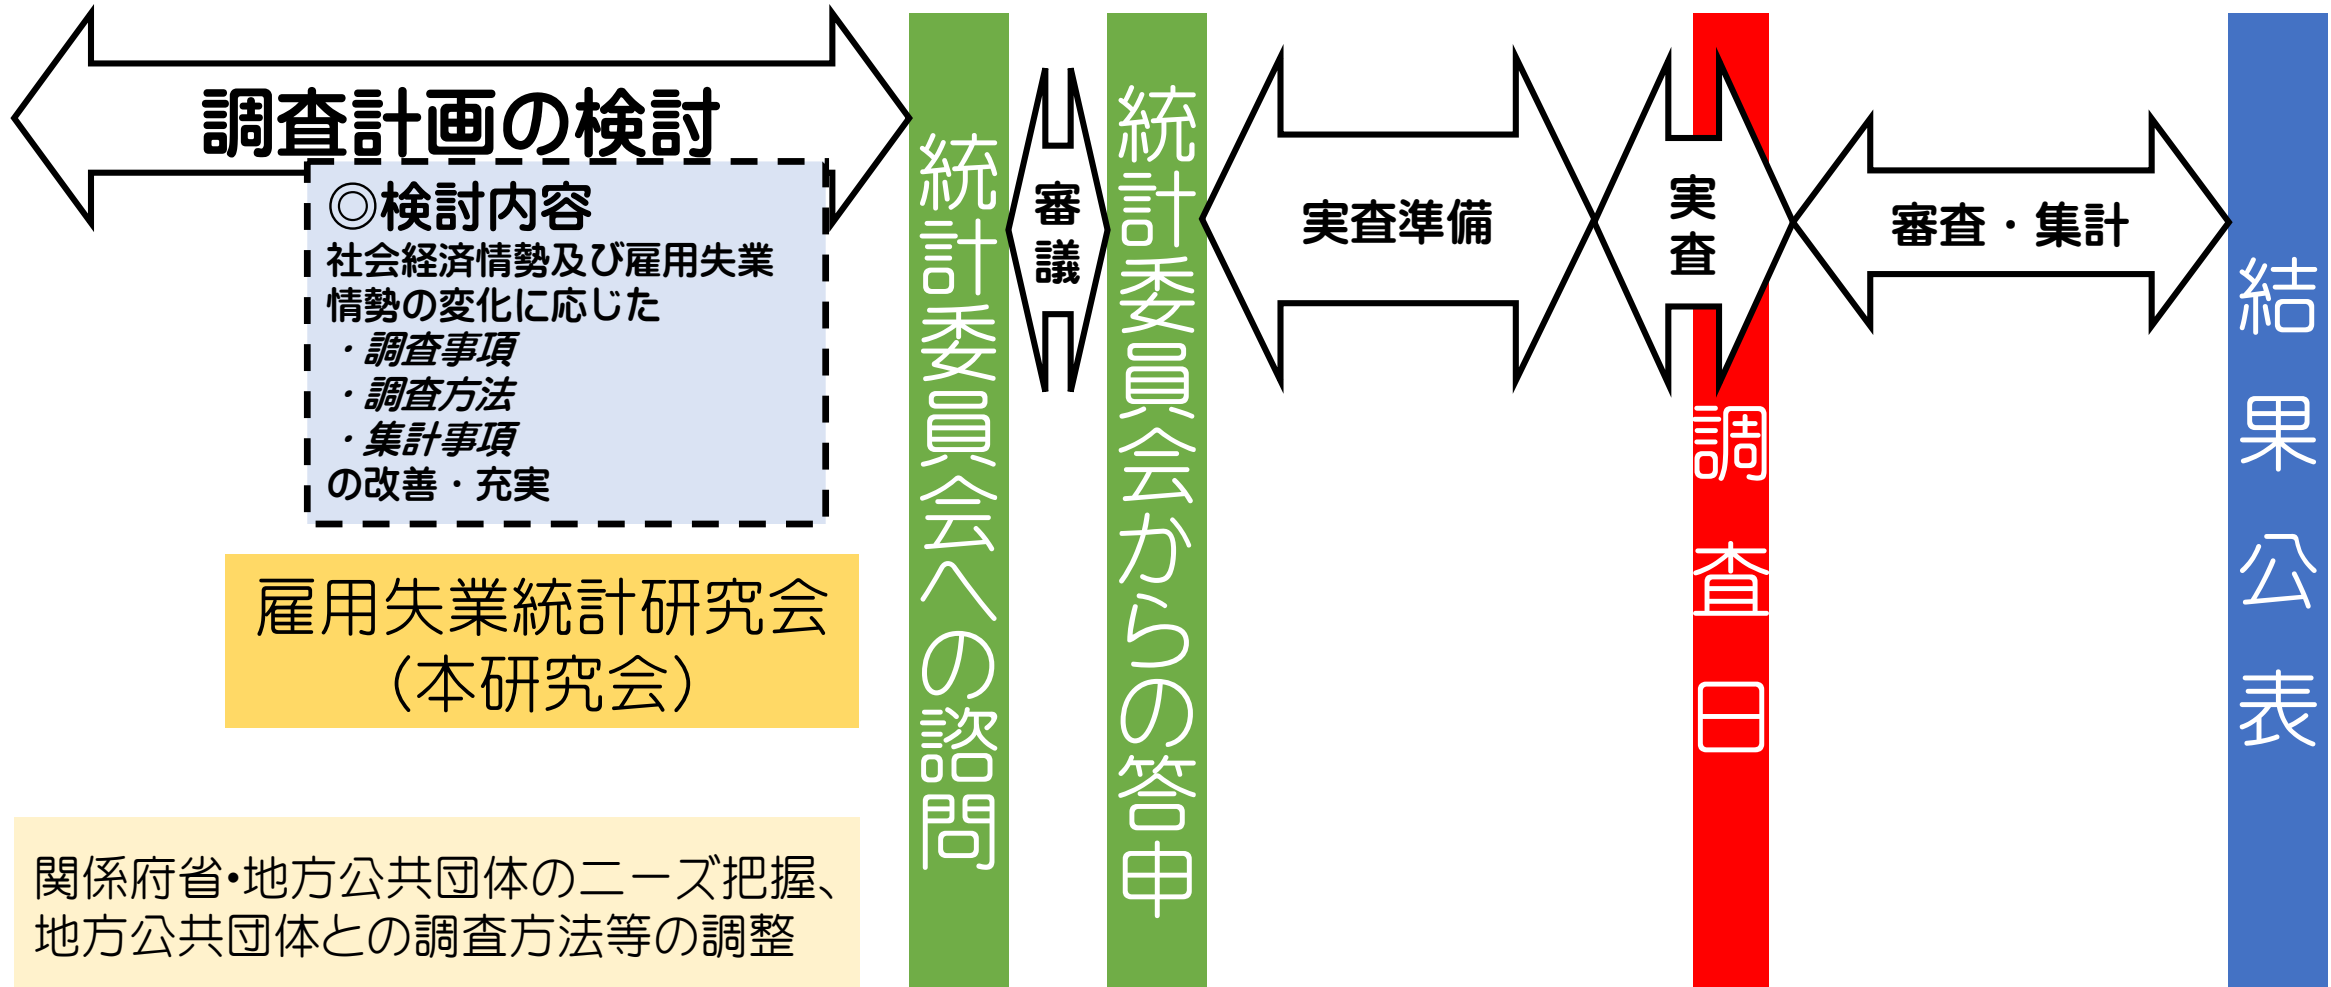 調査計画の検討
◎検討内容
社会経済情勢及び雇用失業
情勢の変化に応じた
・調査事項
・調査方法
・集計事項
の改善・充実
雇用失業統計研究会
（本研究会）
関係府省・地方公共団体のニーズ把握、
地方公共団体との調査方法等の調整
統計委員会への諮問
審議
統計委員会からの答申
実査準備
実査
調査日
審査・集計
結果公表